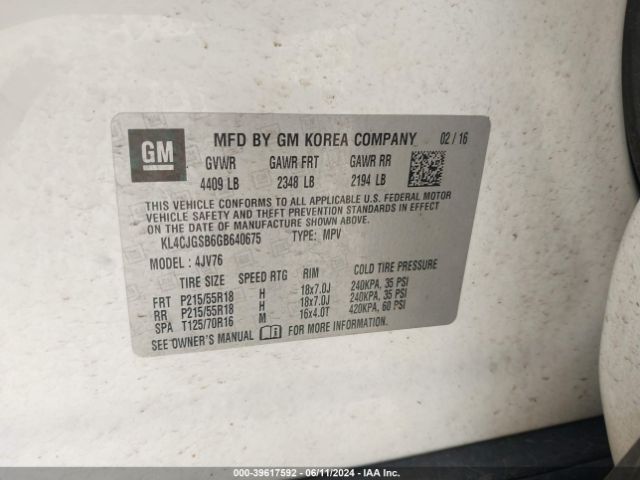 GM MFD BY GM KOREA COMPANY 02 / 16
GVWR GAWR FRT GAWR RR
4409 LB 2348 LB 2194 LB
THIS VEHICLE CONFORMS TO ALL APPLICABLE U.S. FEDERAL MOTOR
VEHICLE SAFETY AND THEFT PREVENTION STANDARDS IN EFFECT
ON THE DATE OF MANUFACTURE SHOWN ABOVE.
KL4CJGSB6GB640675 TYPE : MPV
MODEL : 4JV76
TIRE SIZE SPEED RTG RIM COLD TIRE PRESSURE
FRT P215/55R18 H 18x7.0J 240KPA, 35 PSI
RR P215/55R18 H 18x7.0J 240KPA, 35 PSI
SPA T125/70R16 M 16x4.0T 420KPA, 60 PSI
SEE OWNER'S MANUAL FOR MORE INFORMATION
000-39617592 - 06/11/2024 - IAA Inc.